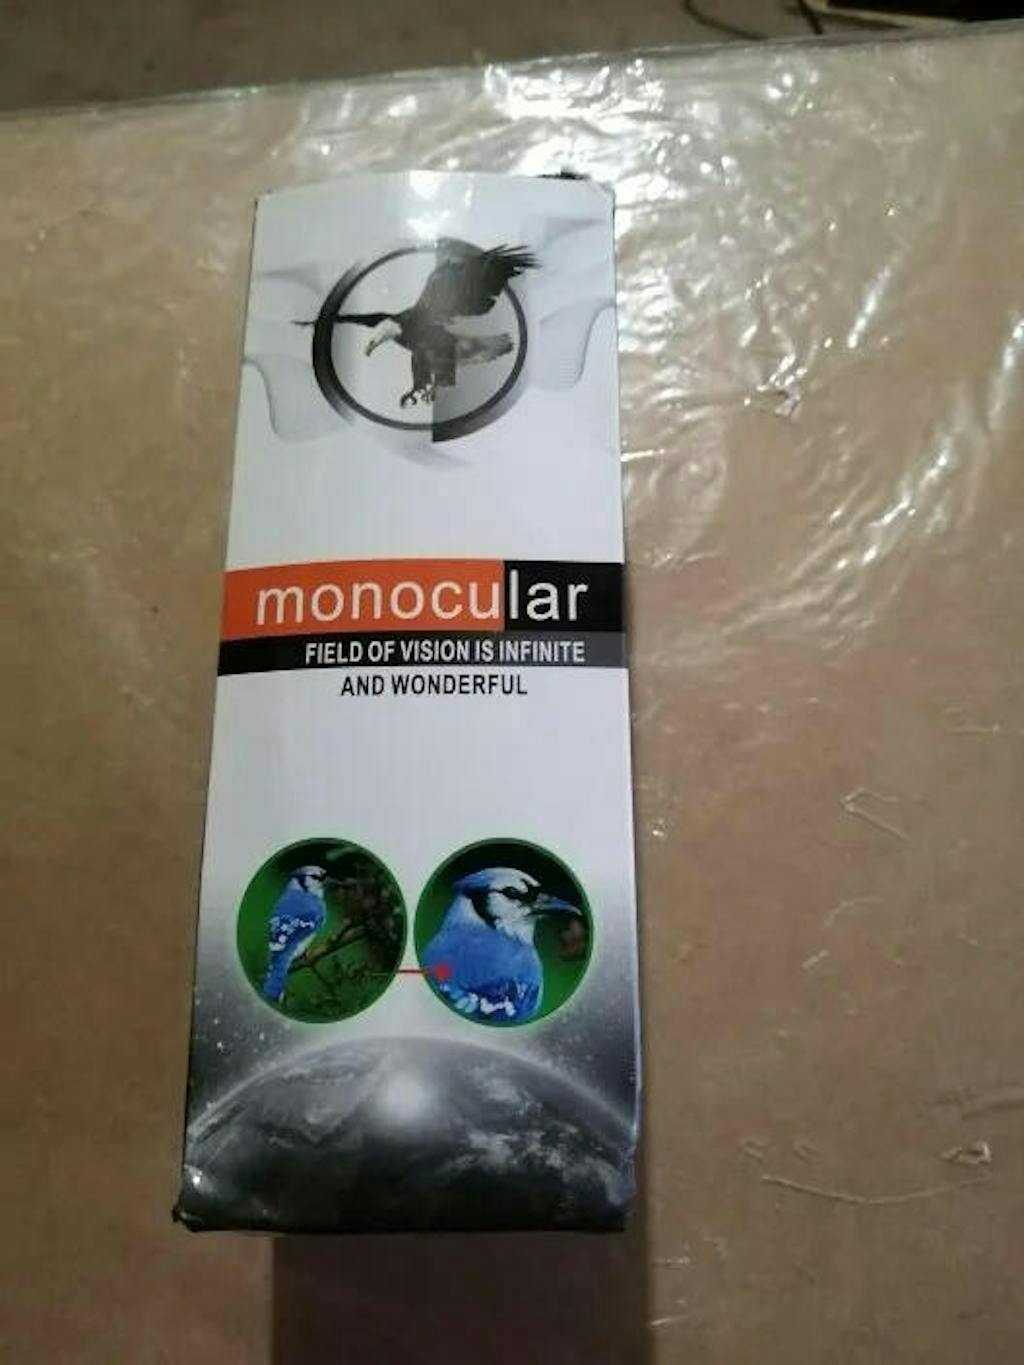 monocular
FIELD OF VISION IS INFINITE
AND WONDERFUL